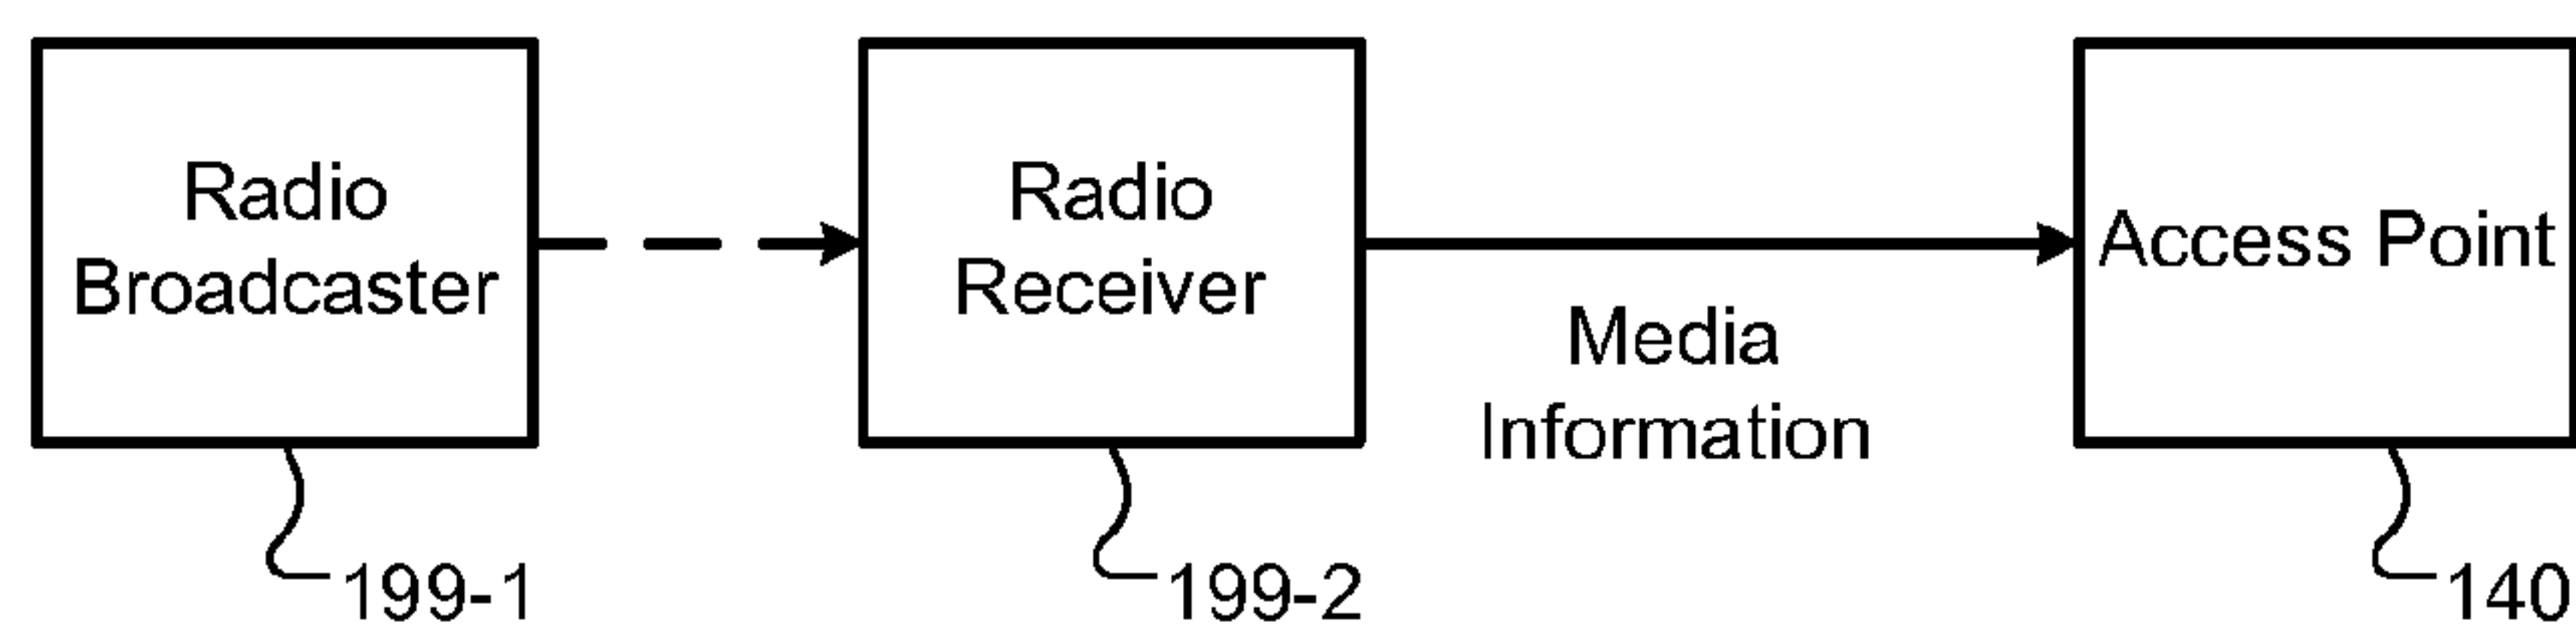 Radio
Broadcaster
Radio
Receiver
Media
Information
Access Point
199-1
199-2
140